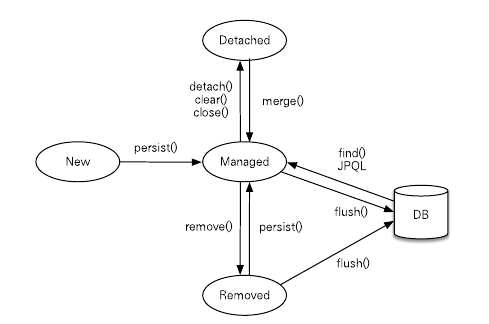 Detached
detach()
clear()
close()
merge()
persist()
New
Managed
find()
JPQL
DB
flush()
remove()
persist()
flush()
Removed